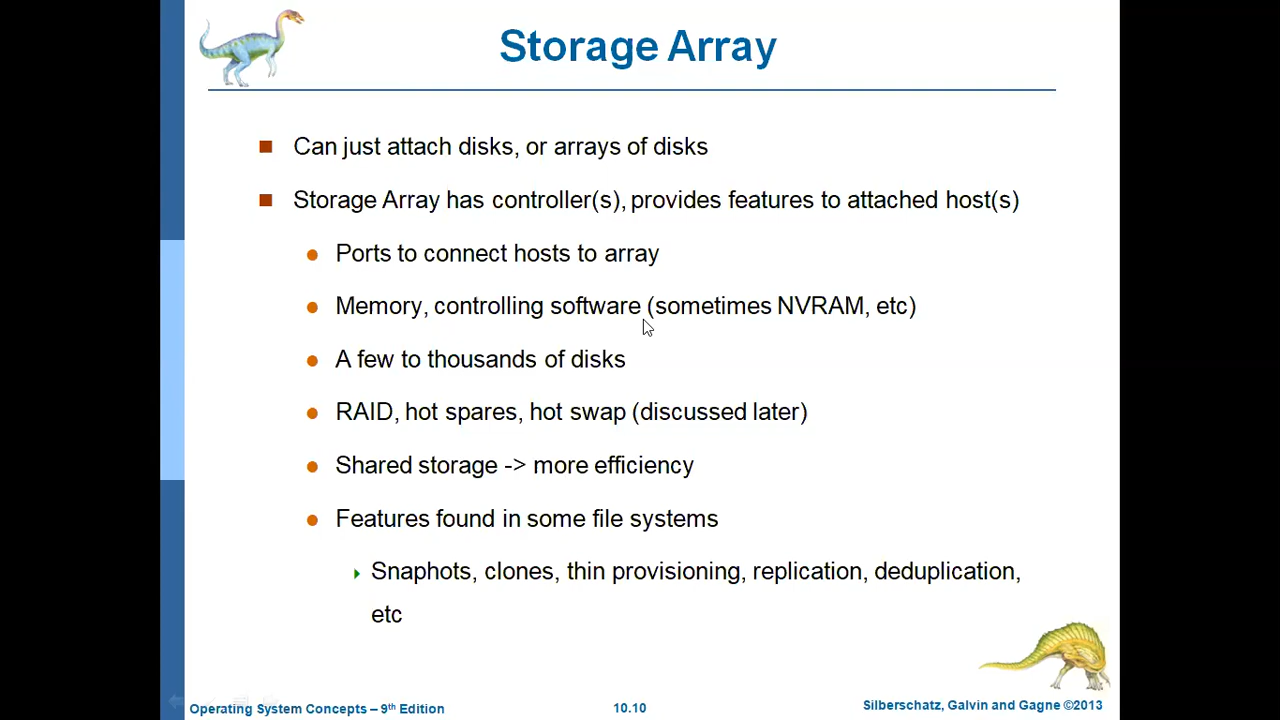 Storage Array
Can just attach disks, or arrays of disks
Storage Array has controller(s), provides features to attached host(s)
Ports to connect hosts to array
Memory, controlling software (sometimes NVRAM, etc)
A few to thousands of disks
RAID, hot spares, hot swap (discussed later)
Shared storage -> more efficiency
Features found in some file systems
Snaphots, clones, thin provisioning, replication, deduplication,
etc
Operating System Concepts – 9th Edition
10.10
Silberschatz, Galvin and Gagne ©2013